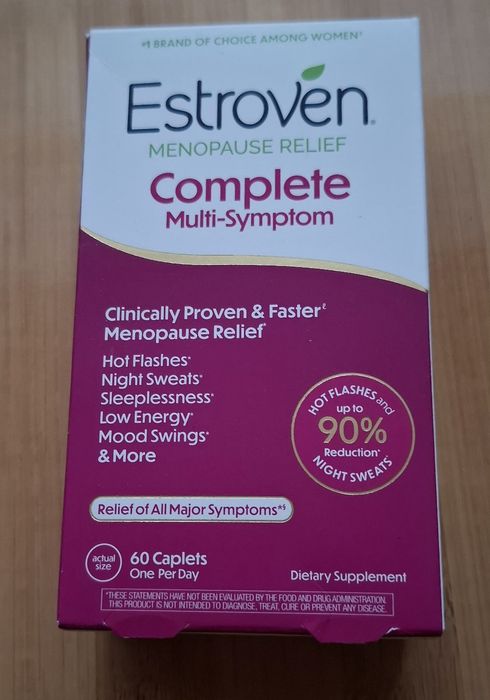 #1 BRAND OF CHOICE AMONG WOMEN†
Estroven®
MENOPAUSE RELIEF
Complete
Multi-Symptom
Clinically Proven & Faster‡
Menopause Relief*
Hot Flashes*
Night Sweats*
Sleeplessness*
Low Energy*
Mood Swings*
& More
HOT FLASHES and
up to
90%
Reduction*
NIGHT SWEATS*
Relief of All Major Symptoms*§
actual
size
60 Caplets
One Per Day
Dietary Supplement
*THESE STATEMENTS HAVE NOT BEEN EVALUATED BY THE FOOD AND DRUG ADMINISTRATION.
THIS PRODUCT IS NOT INTENDED TO DIAGNOSE, TREAT, CURE OR PREVENT ANY DISEASE.